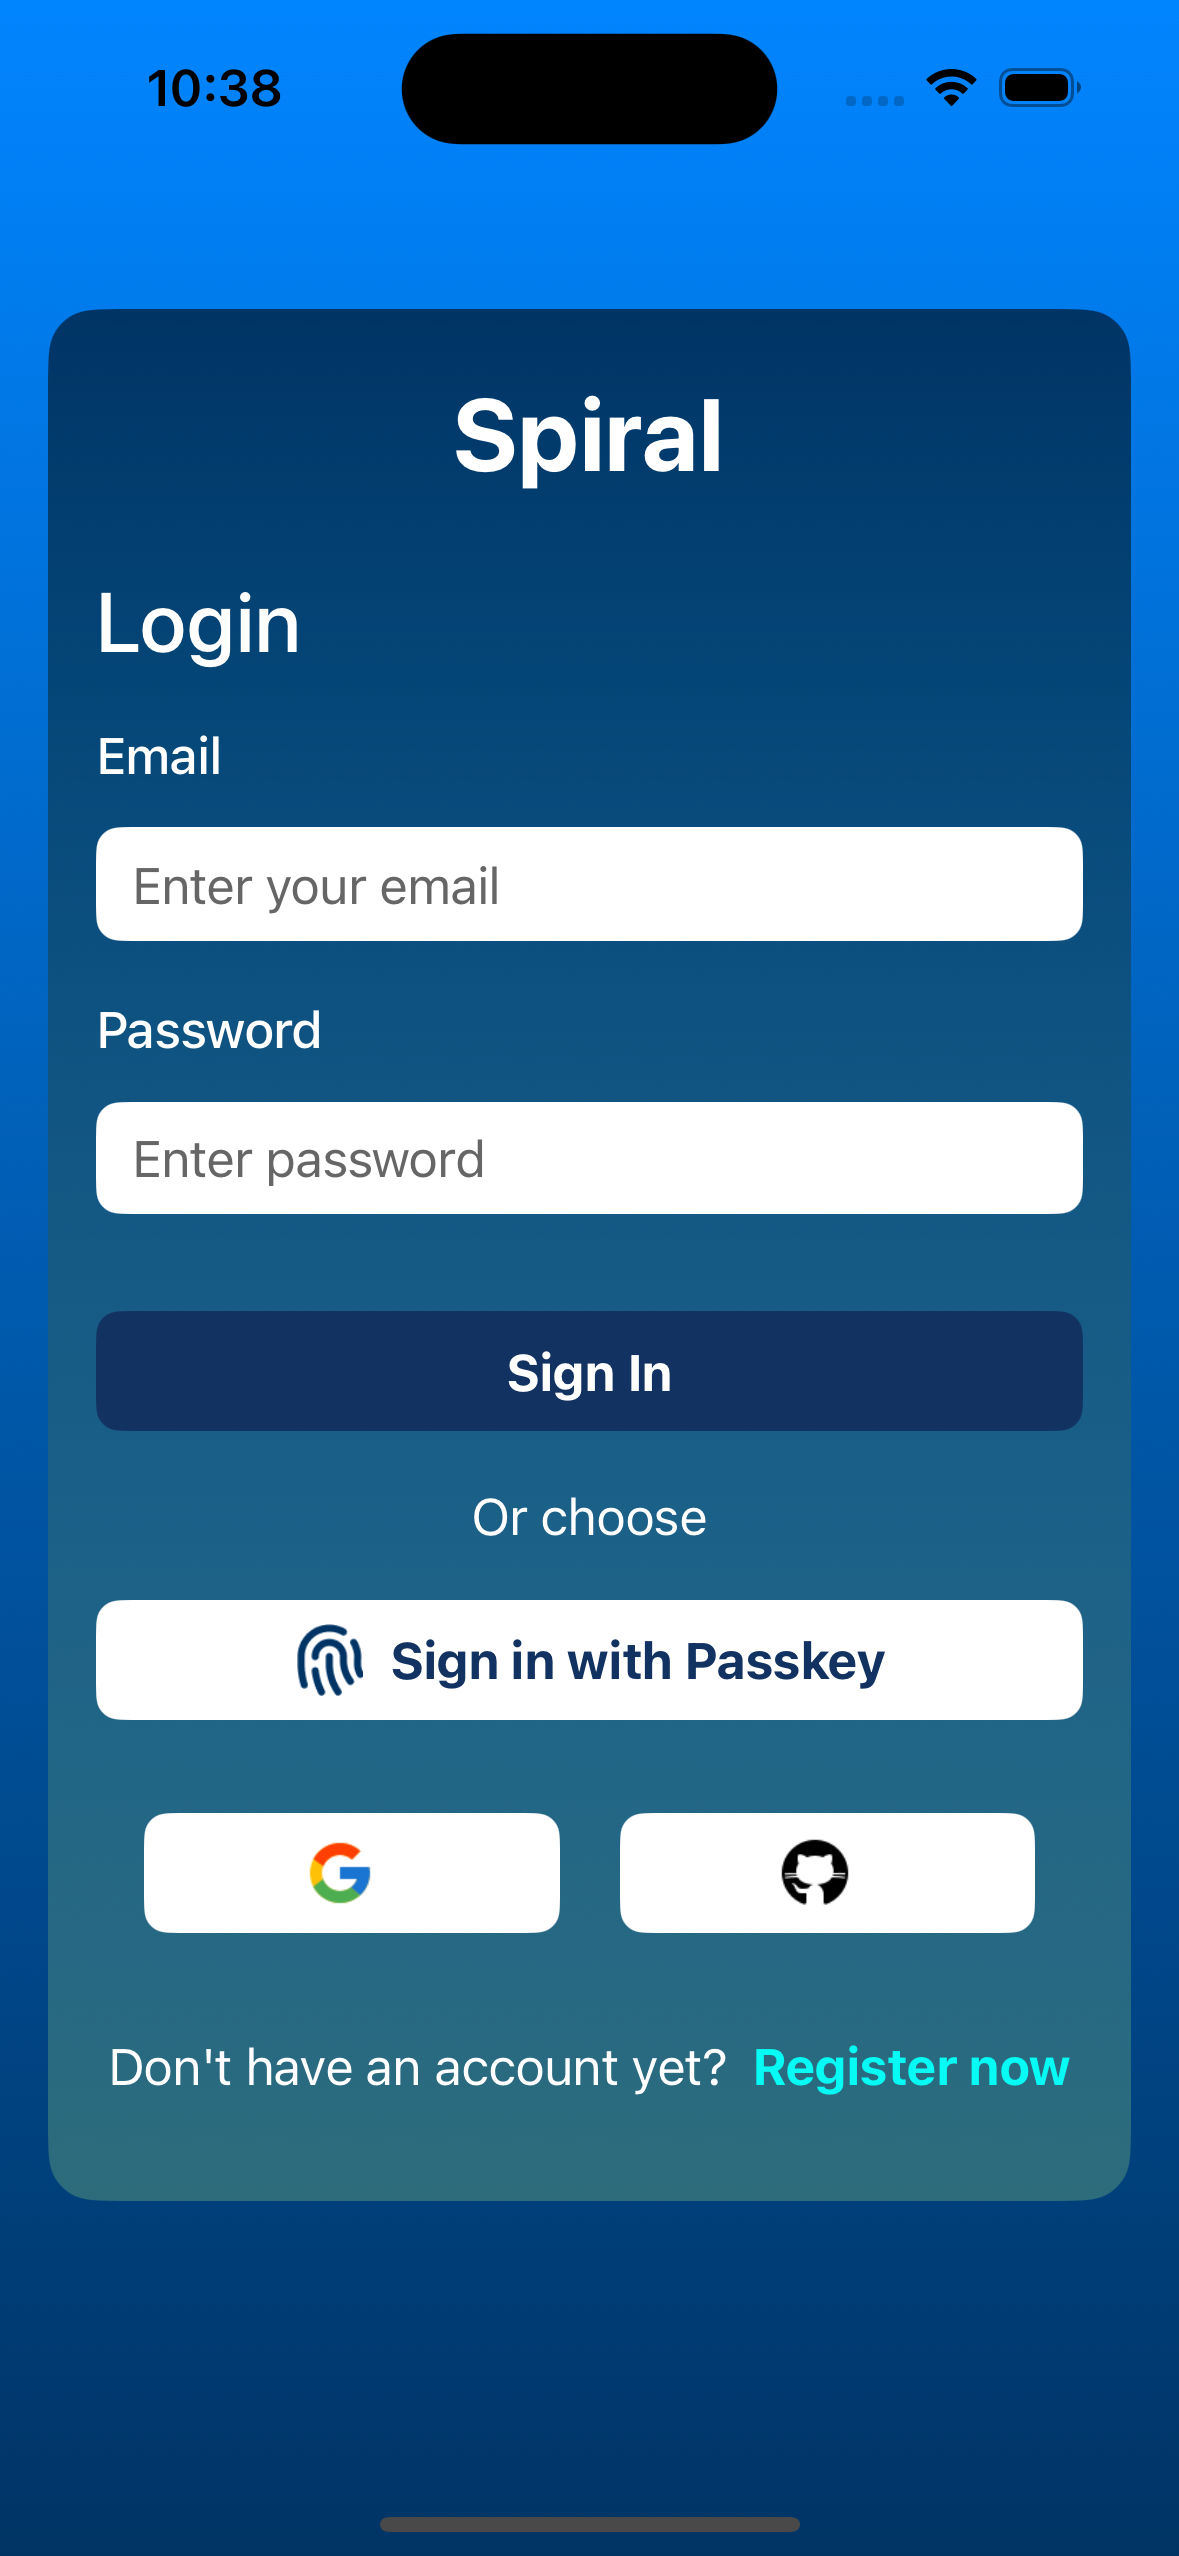 10:38
Spiral
Login
Email
Enter your email
Password
Enter password
Sign In
Or choose
Sign in with Passkey
Don't have an account yet? Register now